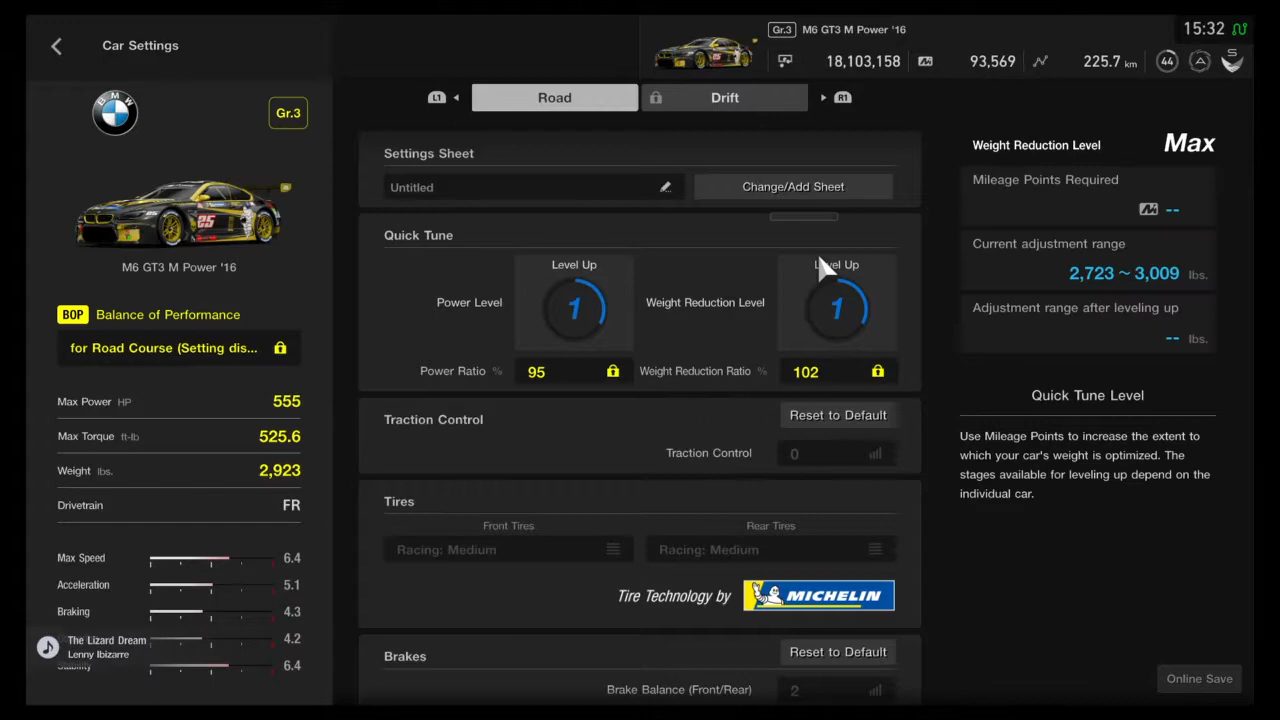 Car Settings
Gr.3 M6 GT3 M Power '16
15:32
18,103,158
93,569
225.7 km
44 A S
BMW
Gr.3
L1 Road Drift R1
M6 GT3 M Power '16
BOP Balance of Performance
for Road Course (Setting dis...
Max Power HP 555
Max Torque ft-lb 525.6
Weight lbs. 2,923
Drivetrain FR
Max Speed 6.4
Acceleration 5.1
Braking 4.3
4.2
Stability 6.4
The Lizard Dream
Lenny Ibizarre
Settings Sheet
Untitled Change/Add Sheet
Quick Tune
Level Up Level Up
Power Level 1 Weight Reduction Level 1
Power Ratio % 95 Weight Reduction Ratio % 102
Traction Control Reset to Default
Traction Control 0
Tires
Front Tires Rear Tires
Racing: Medium Racing: Medium
Tire Technology by MICHELIN
Brakes Reset to Default
Brake Balance (Front/Rear) 2
Weight Reduction Level Max
Mileage Points Required
--
Current adjustment range
2,723 ~ 3,009 lbs.
Adjustment range after leveling up
-- lbs.
Quick Tune Level
Use Mileage Points to increase the extent to
which your car's weight is optimized. The
stages available for leveling up depend on the
individual car.
Online Save